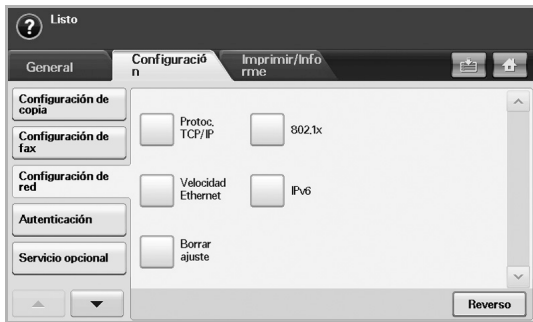 ?
Listo
General
Configuració
n
Imprimir/Info
rme
Configuración de
copia
Configuración de
fax
Configuración de
red
Autenticación
Servicio opcional
Protoc.
TCP/IP
802.1x
Velocidad
Ethernet
IPv6
Borrar
ajuste
Reverso